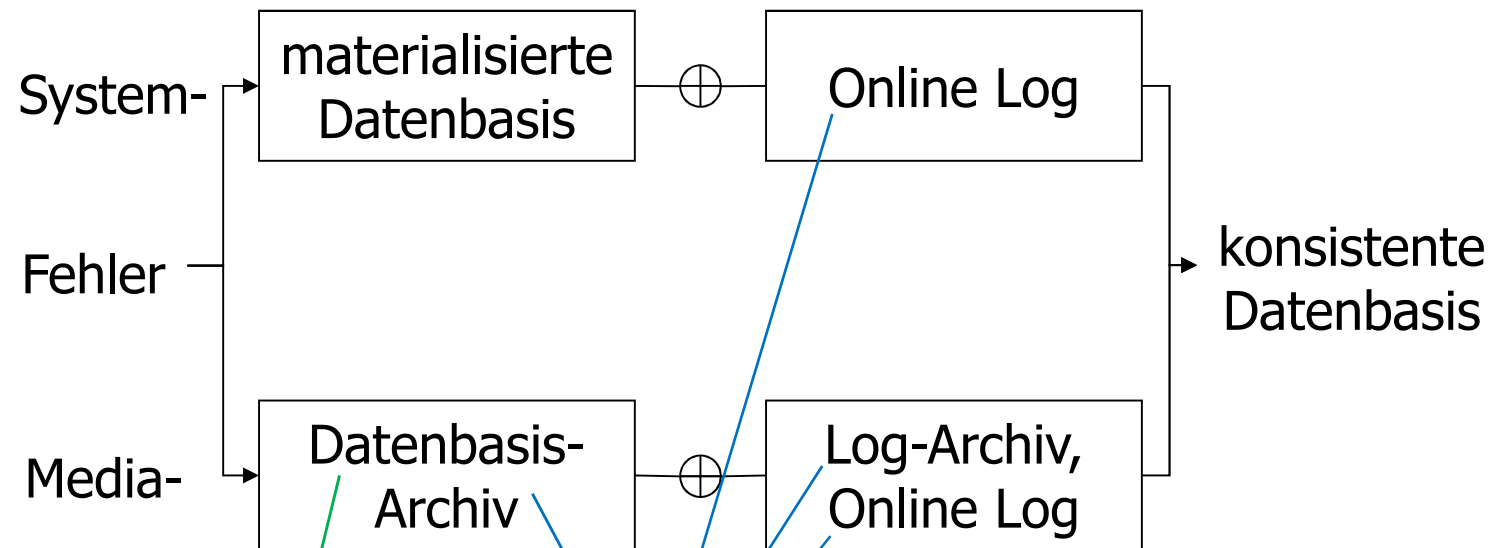 System-
materialisierte
Datenbasis
Online Log
Fehler
konsistente
Datenbasis
Media-
Datenbasis-
Archiv
Log-Archiv,
Online Log